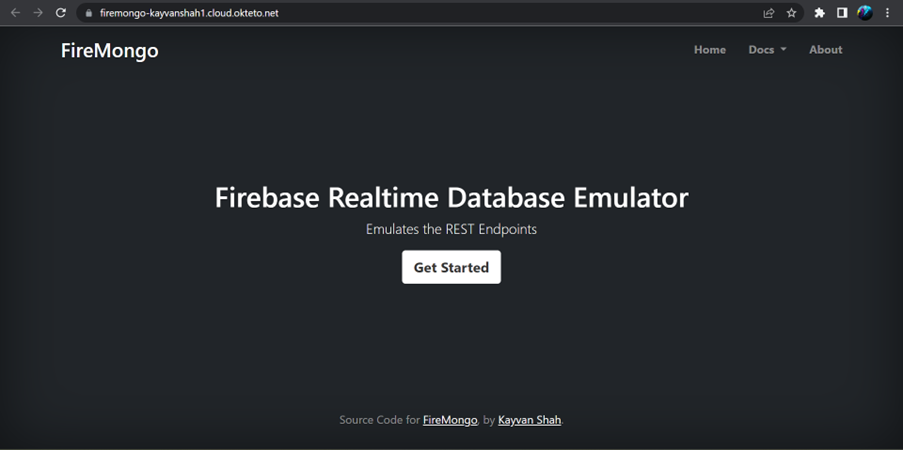 firemongo-kayvanshah1.cloud.okteto.net
FireMongo
Home Docs About
Firebase Realtime Database Emulator
Emulates the REST Endpoints
Get Started
Source Code for FireMongo, by Kayvan Shah.